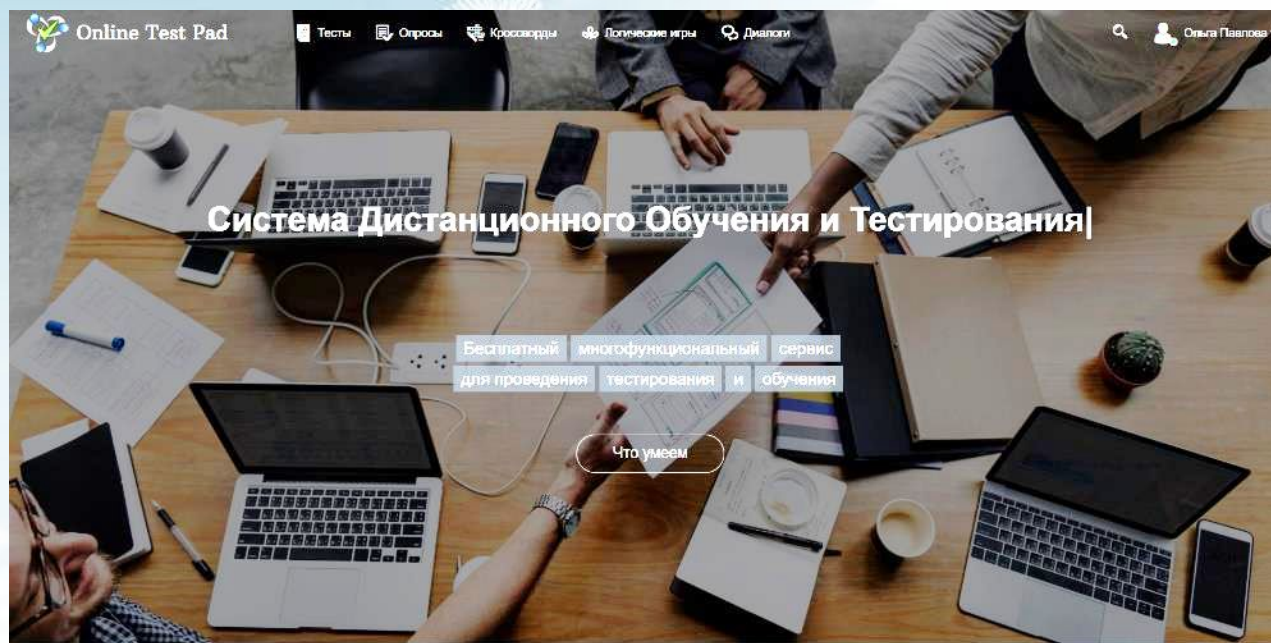 Online Test Pad Тесты Опросы Кроссворды Логические игры Диалоги Ольга Павлова
Система Дистанционного Обучения и Тестирования|
Бесплатный многофункциональный сервис
для проведения тестирования и обучения
Что умеем